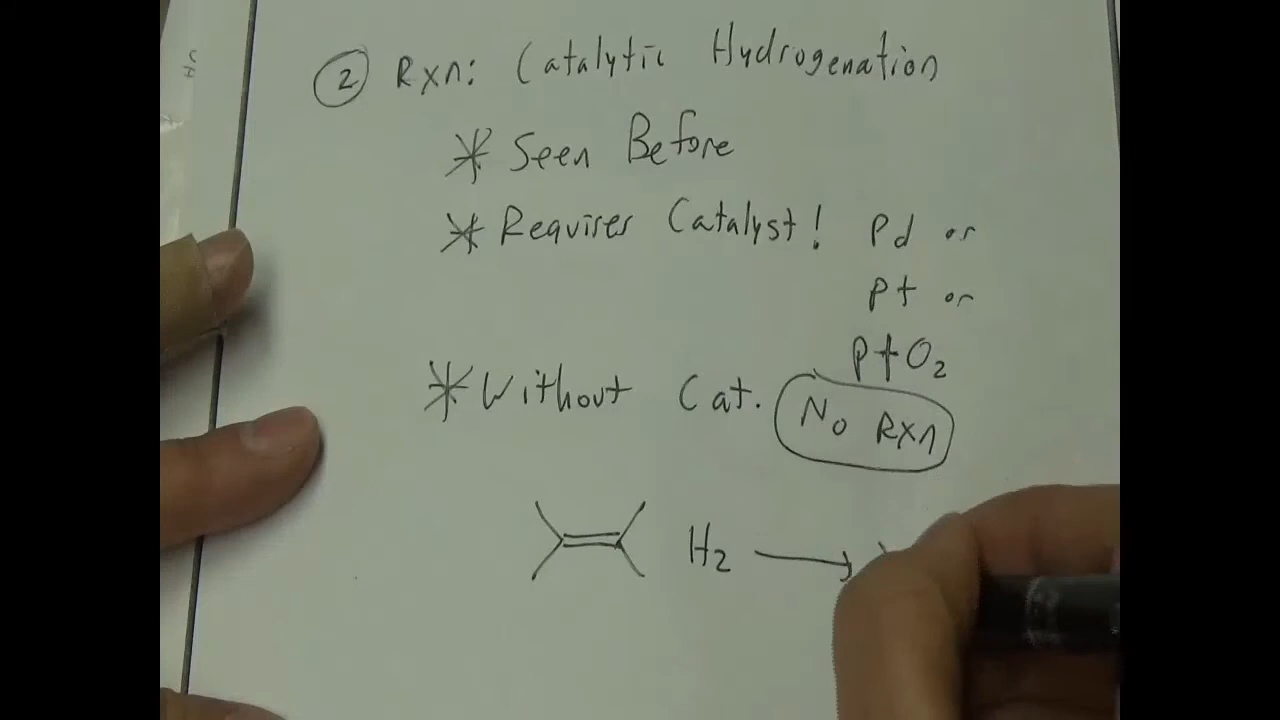 ② Rxn: Catalytic Hydrogenation
* Seen Before
* Requires Catalyst! Pd or
Pt or
PtO₂
* Without Cat. No Rxn
H₂ →